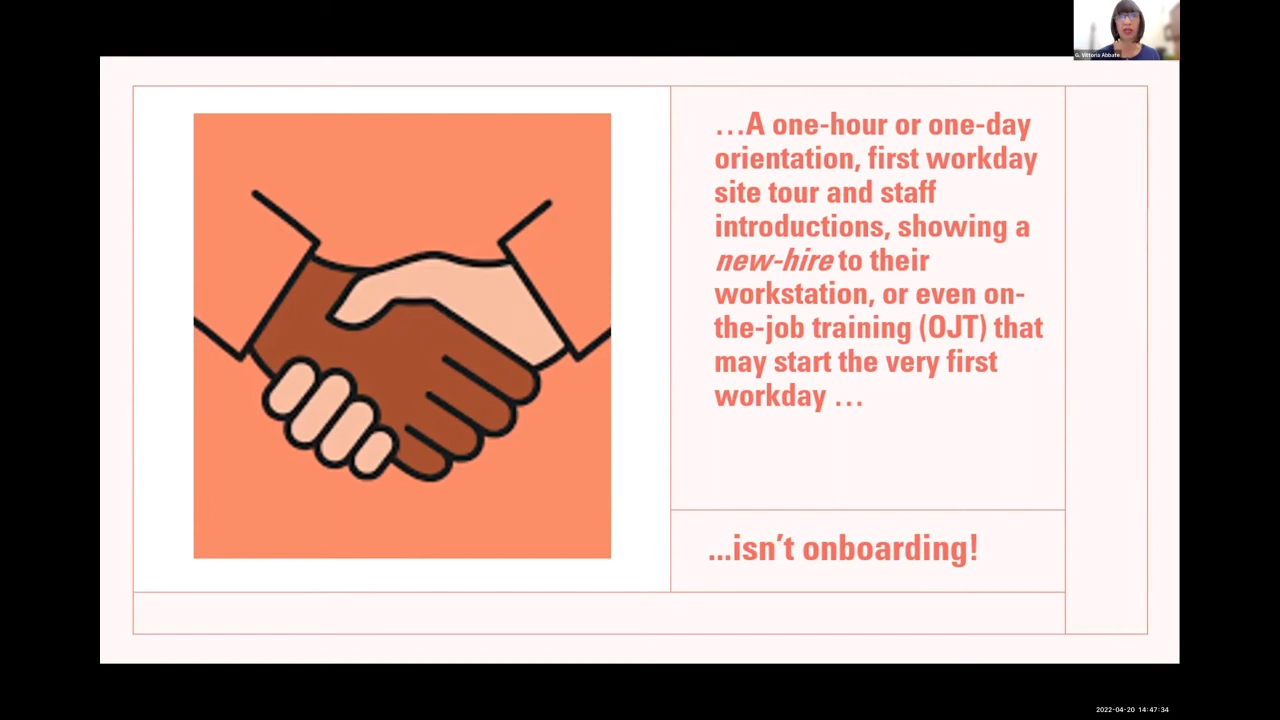 G. Vittoria Abbate
…A one-hour or one-day
orientation, first workday
site tour and staff
introductions, showing a
new-hire to their
workstation, or even on-
the-job training (OJT) that
may start the very first
workday …
...isn’t onboarding!
2022-04-20 14:47:34